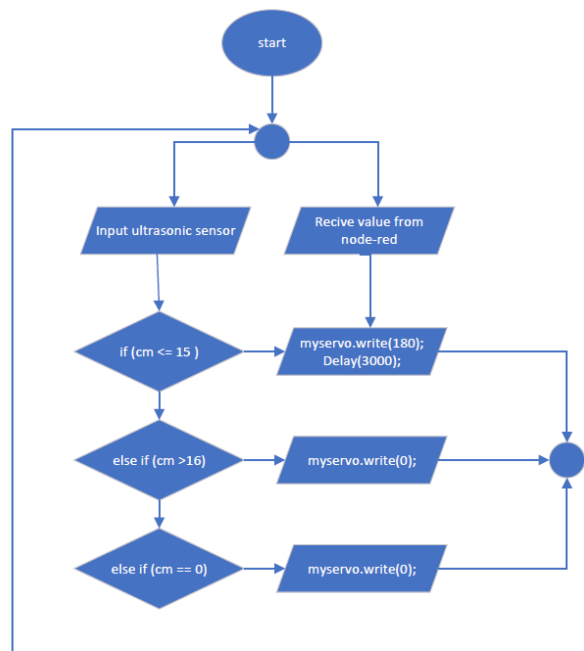 start
Input ultrasonic sensor
Recive value from
node-red
if (cm <= 15 )
myservo.write(180);
Delay(3000);
else if (cm >16)
myservo.write(0);
else if (cm == 0)
myservo.write(0);